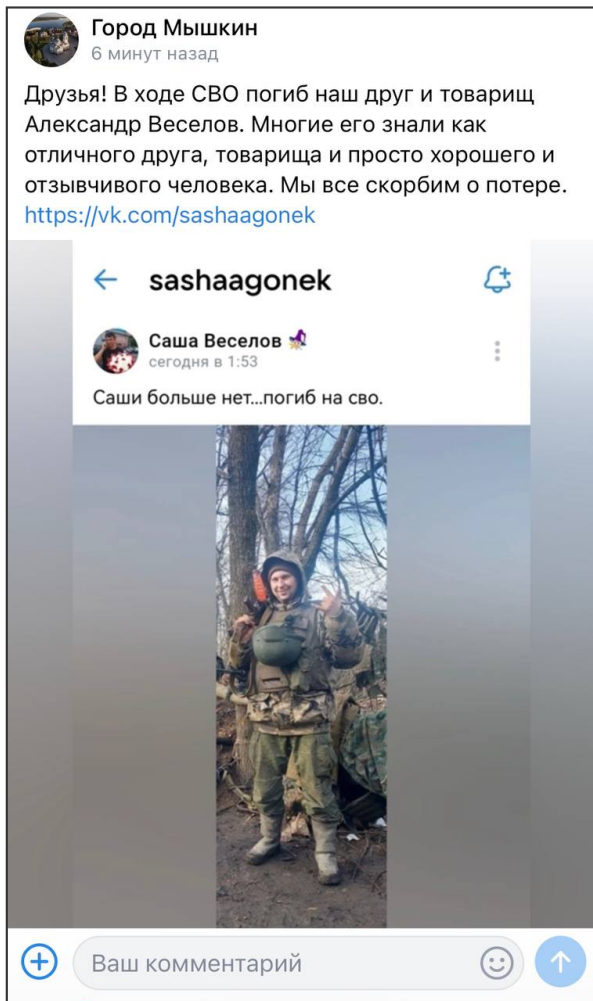 Город Мышкин
6 минут назад
Друзья! В ходе СВО погиб наш друг и товарищ
Александр Веселов. Многие его знали как
отличного друга, товарища и просто хорошего и
отзывчивого человека. Мы все скорбим о потере.
https://vk.com/sashaagonek
sashaagonek
Саша Веселов
сегодня в 1:53
Саши больше нет...погиб на сво.
Ваш комментарий